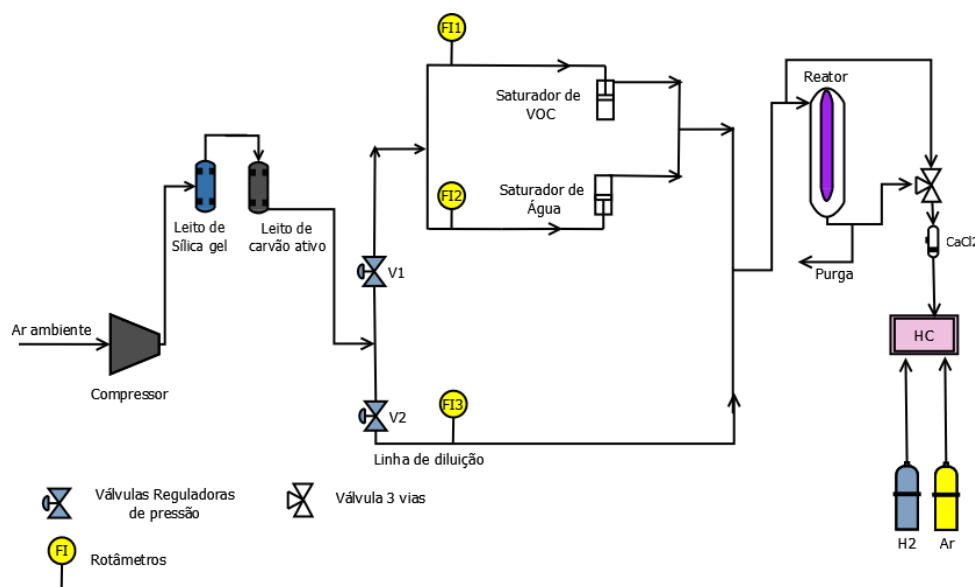 FI1
Saturador de
VOC
Reator
FI2
Saturador de
Água
Leito de
Sílica gel
Leito de
carvão ativo
CaCl2
Purga
V1
Ar ambiente
HC
Compressor
FI3
V2
Linha de diluição
Válvulas Reguladoras
de pressão
Válvula 3 vias
FI
Rotâmetros
H2
Ar